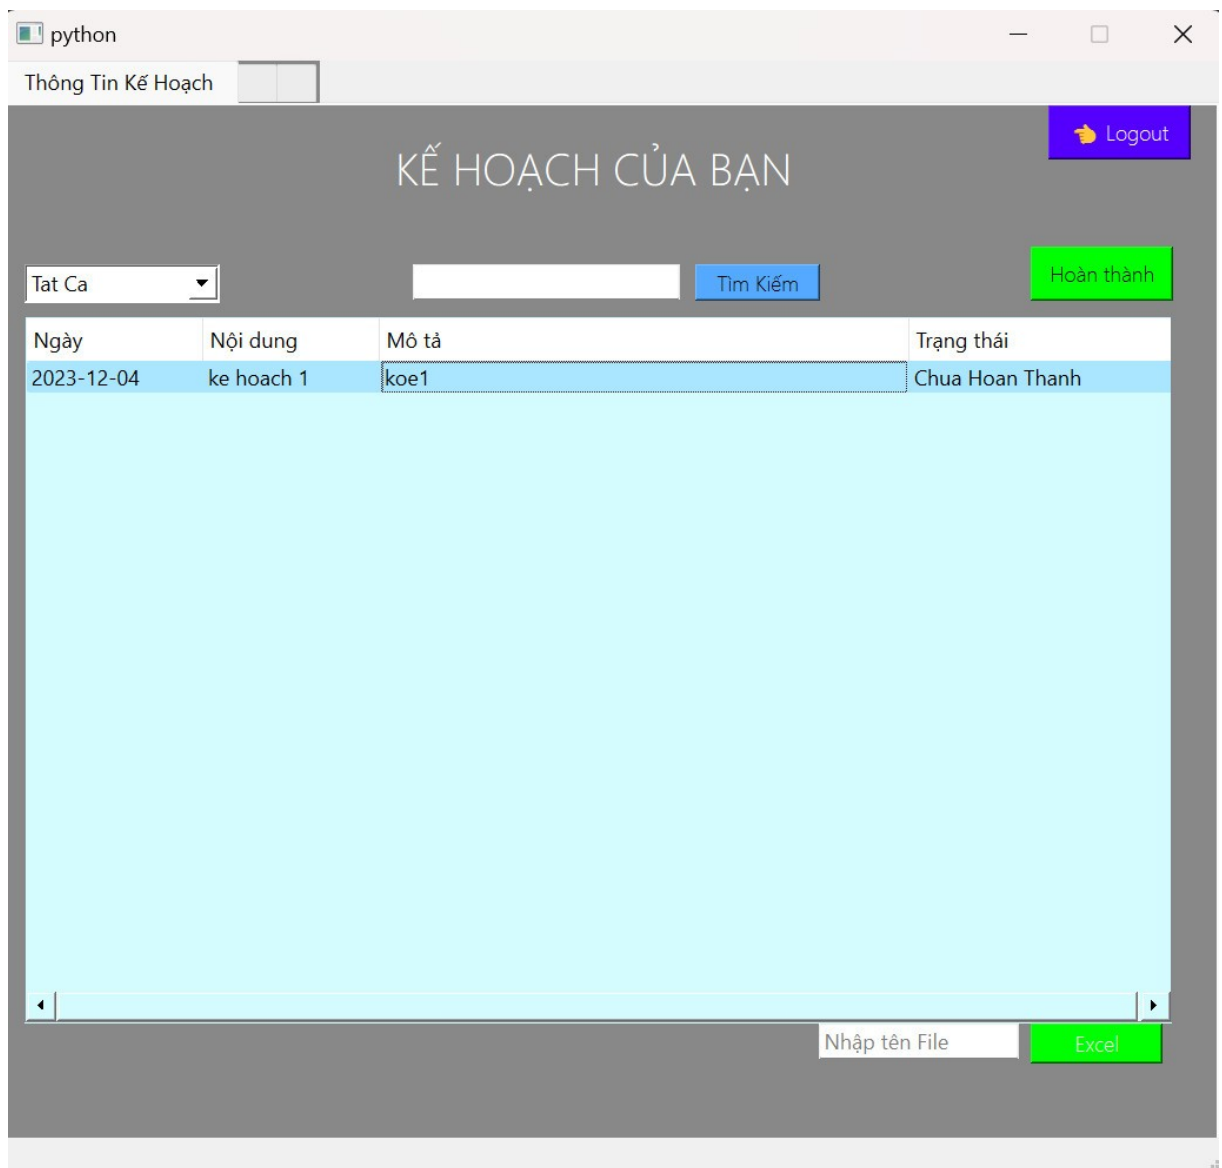 python
Thông Tin Kế Hoạch
👈 Logout
KẾ HOẠCH CỦA BẠN
Tat Ca
Tìm Kiếm
Hoàn thành
Ngày Nội dung Mô tả Trạng thái
2023-12-04 ke hoach 1 koe1 Chua Hoan Thanh
Nhập tên File
Excel